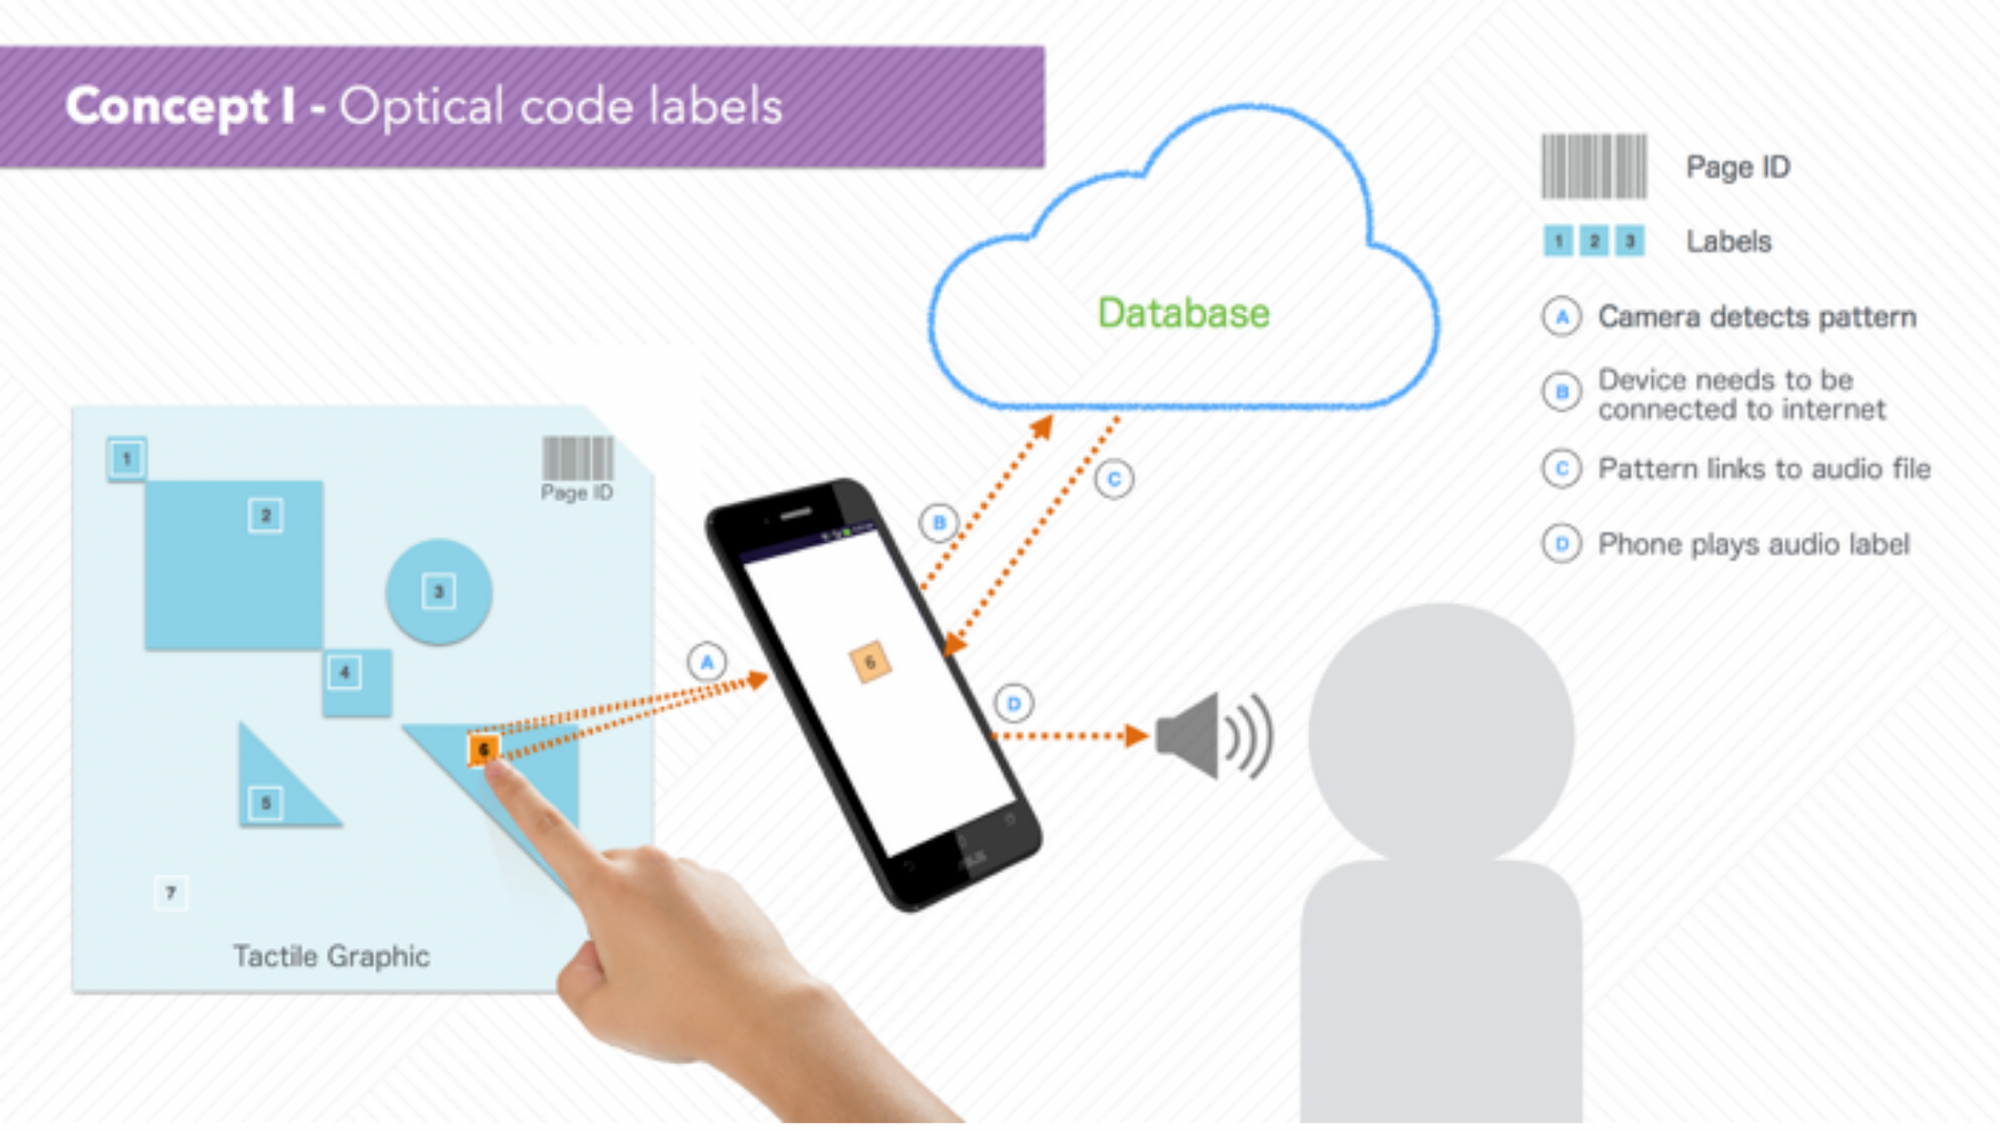 Concept I - Optical code labels
Page ID
1 2 3 Labels
A Camera detects pattern
B Device needs to be
connected to internet
C Pattern links to audio file
D Phone plays audio label
Database
1
2
Page ID
3
4
5
6
7
Tactile Graphic
A
6
B
C
D